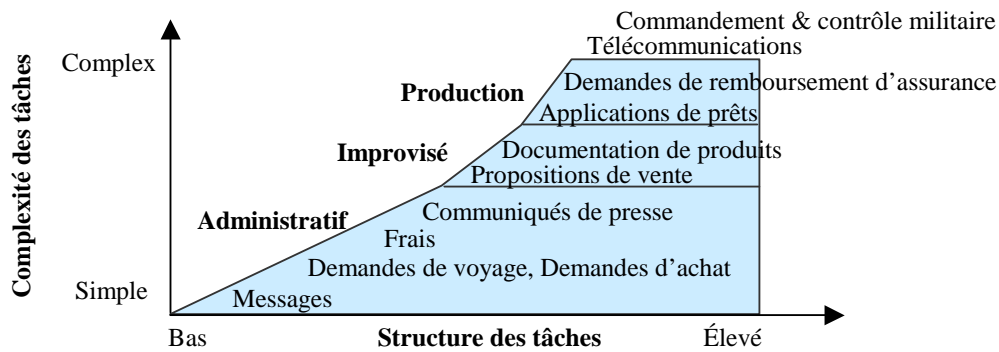 Commandement & contrôle militaire
Télécommunications
Complex
Demandes de remboursement d’assurance
Production
Applications de prêts
Improvisé
Documentation de produits
Propositions de vente
Administratif
Communiqués de presse
Frais
Demandes de voyage, Demandes d’achat
Simple
Messages
Complexité des tâches
Bas
Structure des tâches
Élevé